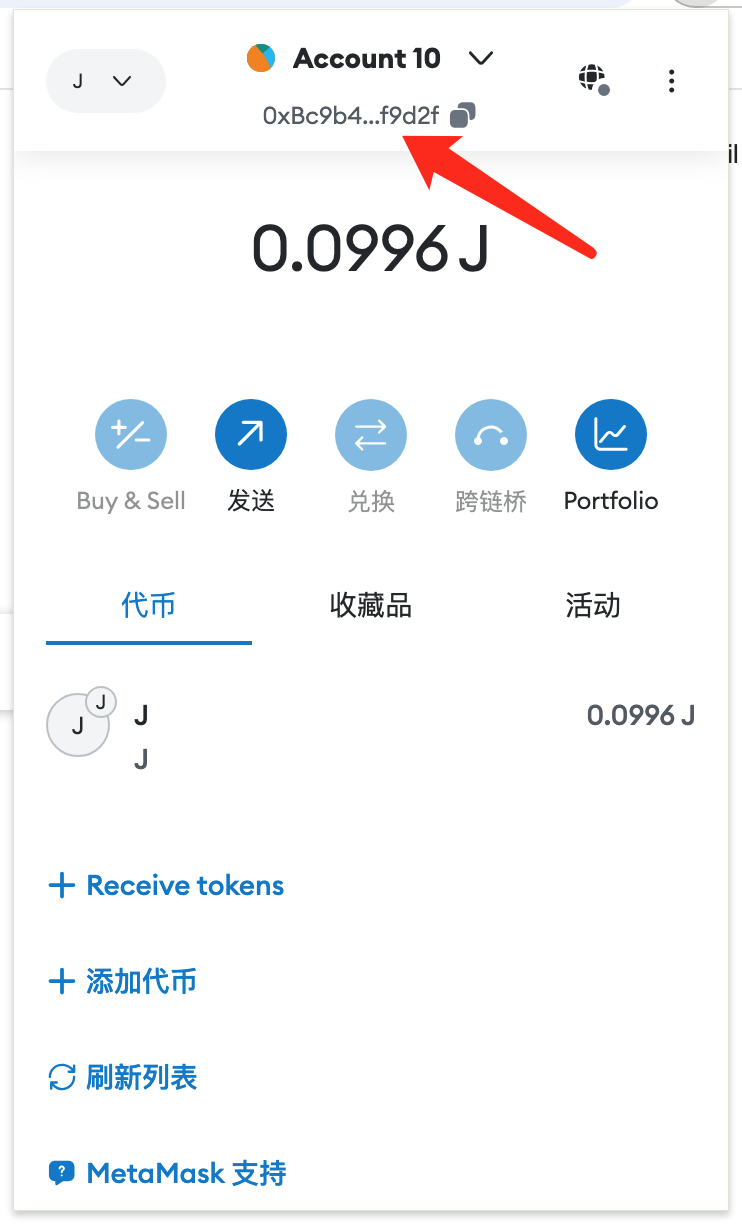 J
Account 10
0xBc9b4...f9d2f
il
0.0996 J
Buy & Sell
发送
兑换
跨链桥
Portfolio
代币
收藏品
活动
J
J
J
0.0996 J
J
Receive tokens
添加代币
刷新列表
MetaMask 支持